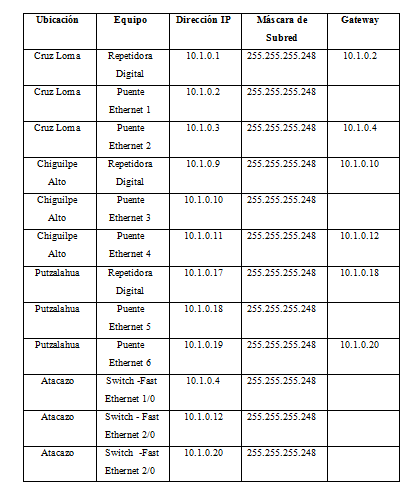 Ubicación Equipo Dirección IP Máscara de Subred Gateway
Cruz Loma Repetidora Digital 10.1.0.1 255.255.255.248 10.1.0.2
Cruz Loma Puente Ethernet 1 10.1.0.2 255.255.255.248
Cruz Loma Puente Ethernet 2 10.1.0.3 255.255.255.248 10.1.0.4
Chiguilpe Alto Repetidora Digital 10.1.0.9 255.255.255.248 10.1.0.10
Chiguilpe Alto Puente Ethernet 3 10.1.0.10 255.255.255.248
Chiguilpe Alto Puente Ethernet 4 10.1.0.11 255.255.255.248 10.1.0.12
Putzalahua Repetidora Digital 10.1.0.17 255.255.255.248 10.1.0.18
Putzalahua Puente Ethernet 5 10.1.0.18 255.255.255.248
Putzalahua Puente Ethernet 6 10.1.0.19 255.255.255.248 10.1.0.20
Atacazo Switch -Fast Ethernet 1/0 10.1.0.4 255.255.255.248
Atacazo Switch - Fast Ethernet 2/0 10.1.0.12 255.255.255.248
Atacazo Switch -Fast Ethernet 2/0 10.1.0.20 255.255.255.248